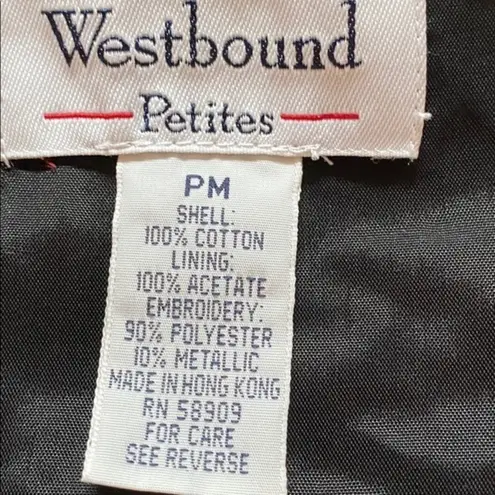 Westbound
Petites
PM
SHELL:
100% COTTON
LINING:
100% ACETATE
EMBROIDERY:
90% POLYESTER
10% METALLIC
MADE IN HONG KONG
RN 58909
FOR CARE
SEE REVERSE